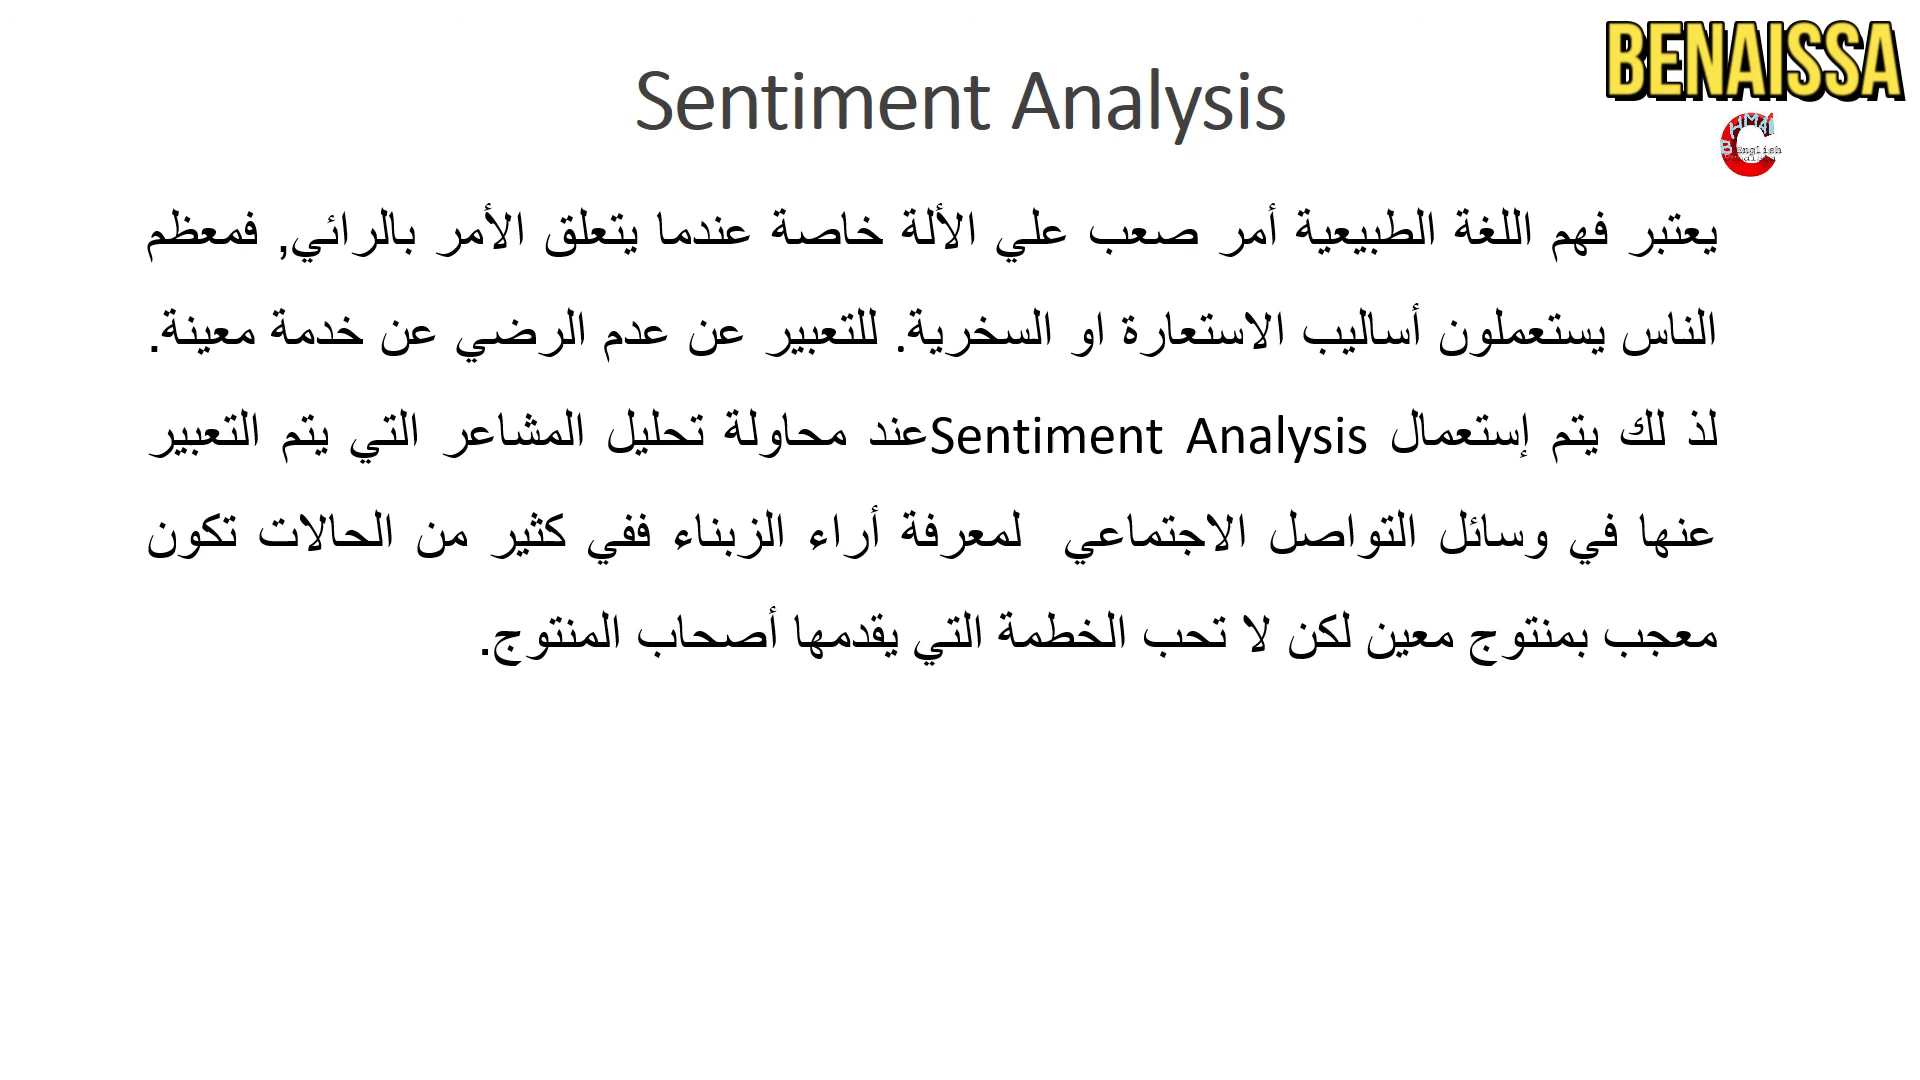 BENAISSA
Sentiment Analysis
English
يعتبر فهم اللغة الطبيعية أمر صعب علي الألة خاصة عندما يتعلق الأمر بالرائي, فمعظم
الناس يستعملون أساليب الاستعارة او السخرية. للتعبير عن عدم الرضي عن خدمة معينة.
لذ لك يتم إستعمال Sentiment Analysisعند محاولة تحليل المشاعر التي يتم التعبير
عنها في وسائل التواصل الاجتماعي لمعرفة أراء الزبناء ففي كثير من الحالات تكون
معجب بمنتوج معين لكن لا تحب الخطمة التي يقدمها أصحاب المنتوج.